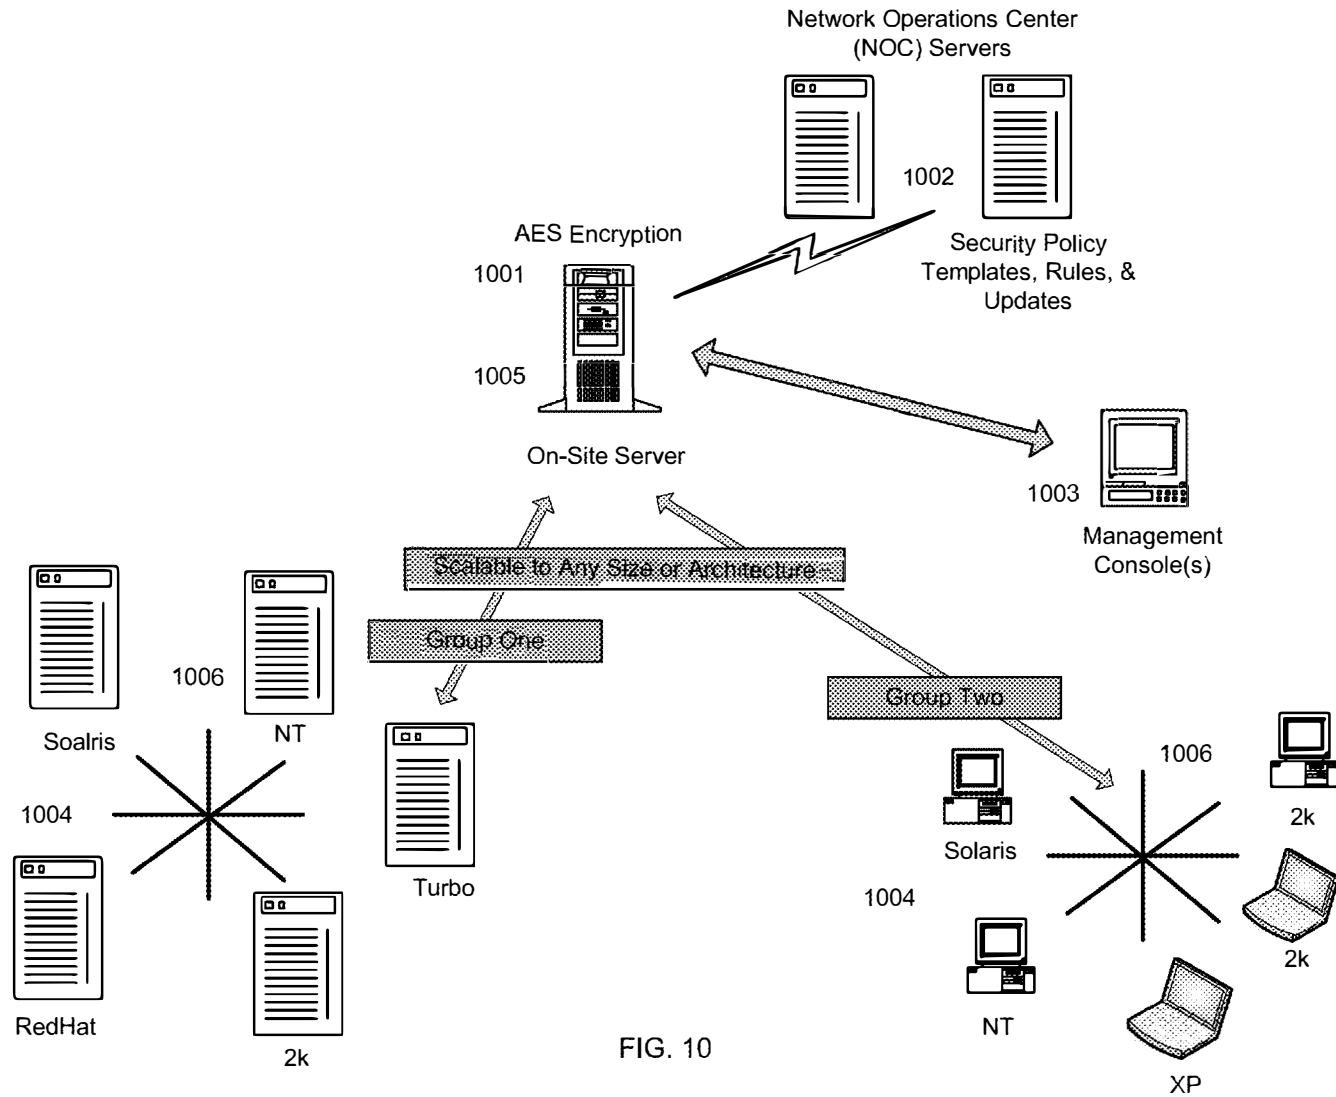 Network Operations Center
(NOC) Servers
1002
AES Encryption
1001
Security Policy
Templates, Rules, &
Updates
1005
On-Site Server
1003
Management
Console(s)
Scalable to Any Size or Architecture
Group One
1006
Group Two
Soalris
NT
1006
1004
2k
Solaris
Turbo
1004
RedHat
2k
2k
NT
FIG. 10
XP